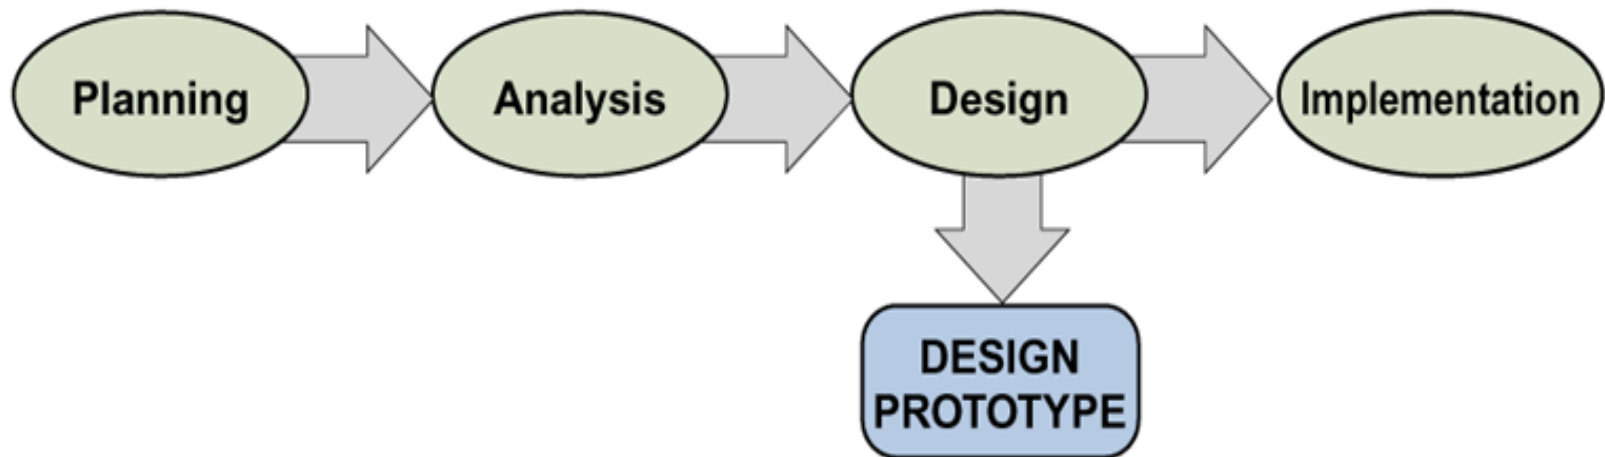 Planning
Analysis
Design
Implementation
DESIGN
PROTOTYPE